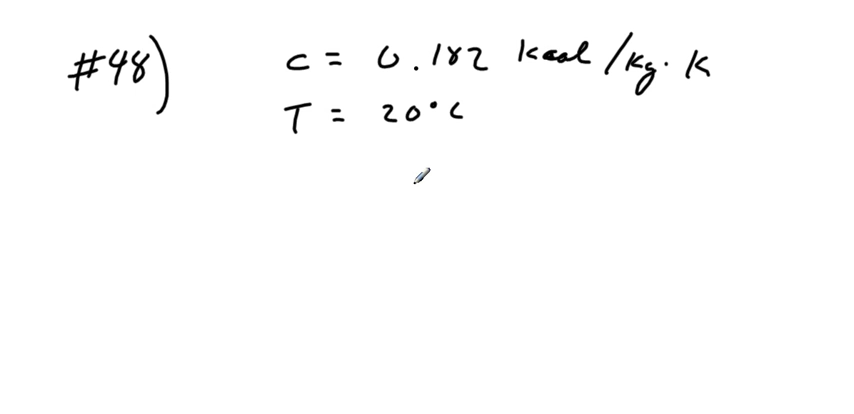 #48) c = 0.182 kcal/kg·K
T = 20°C